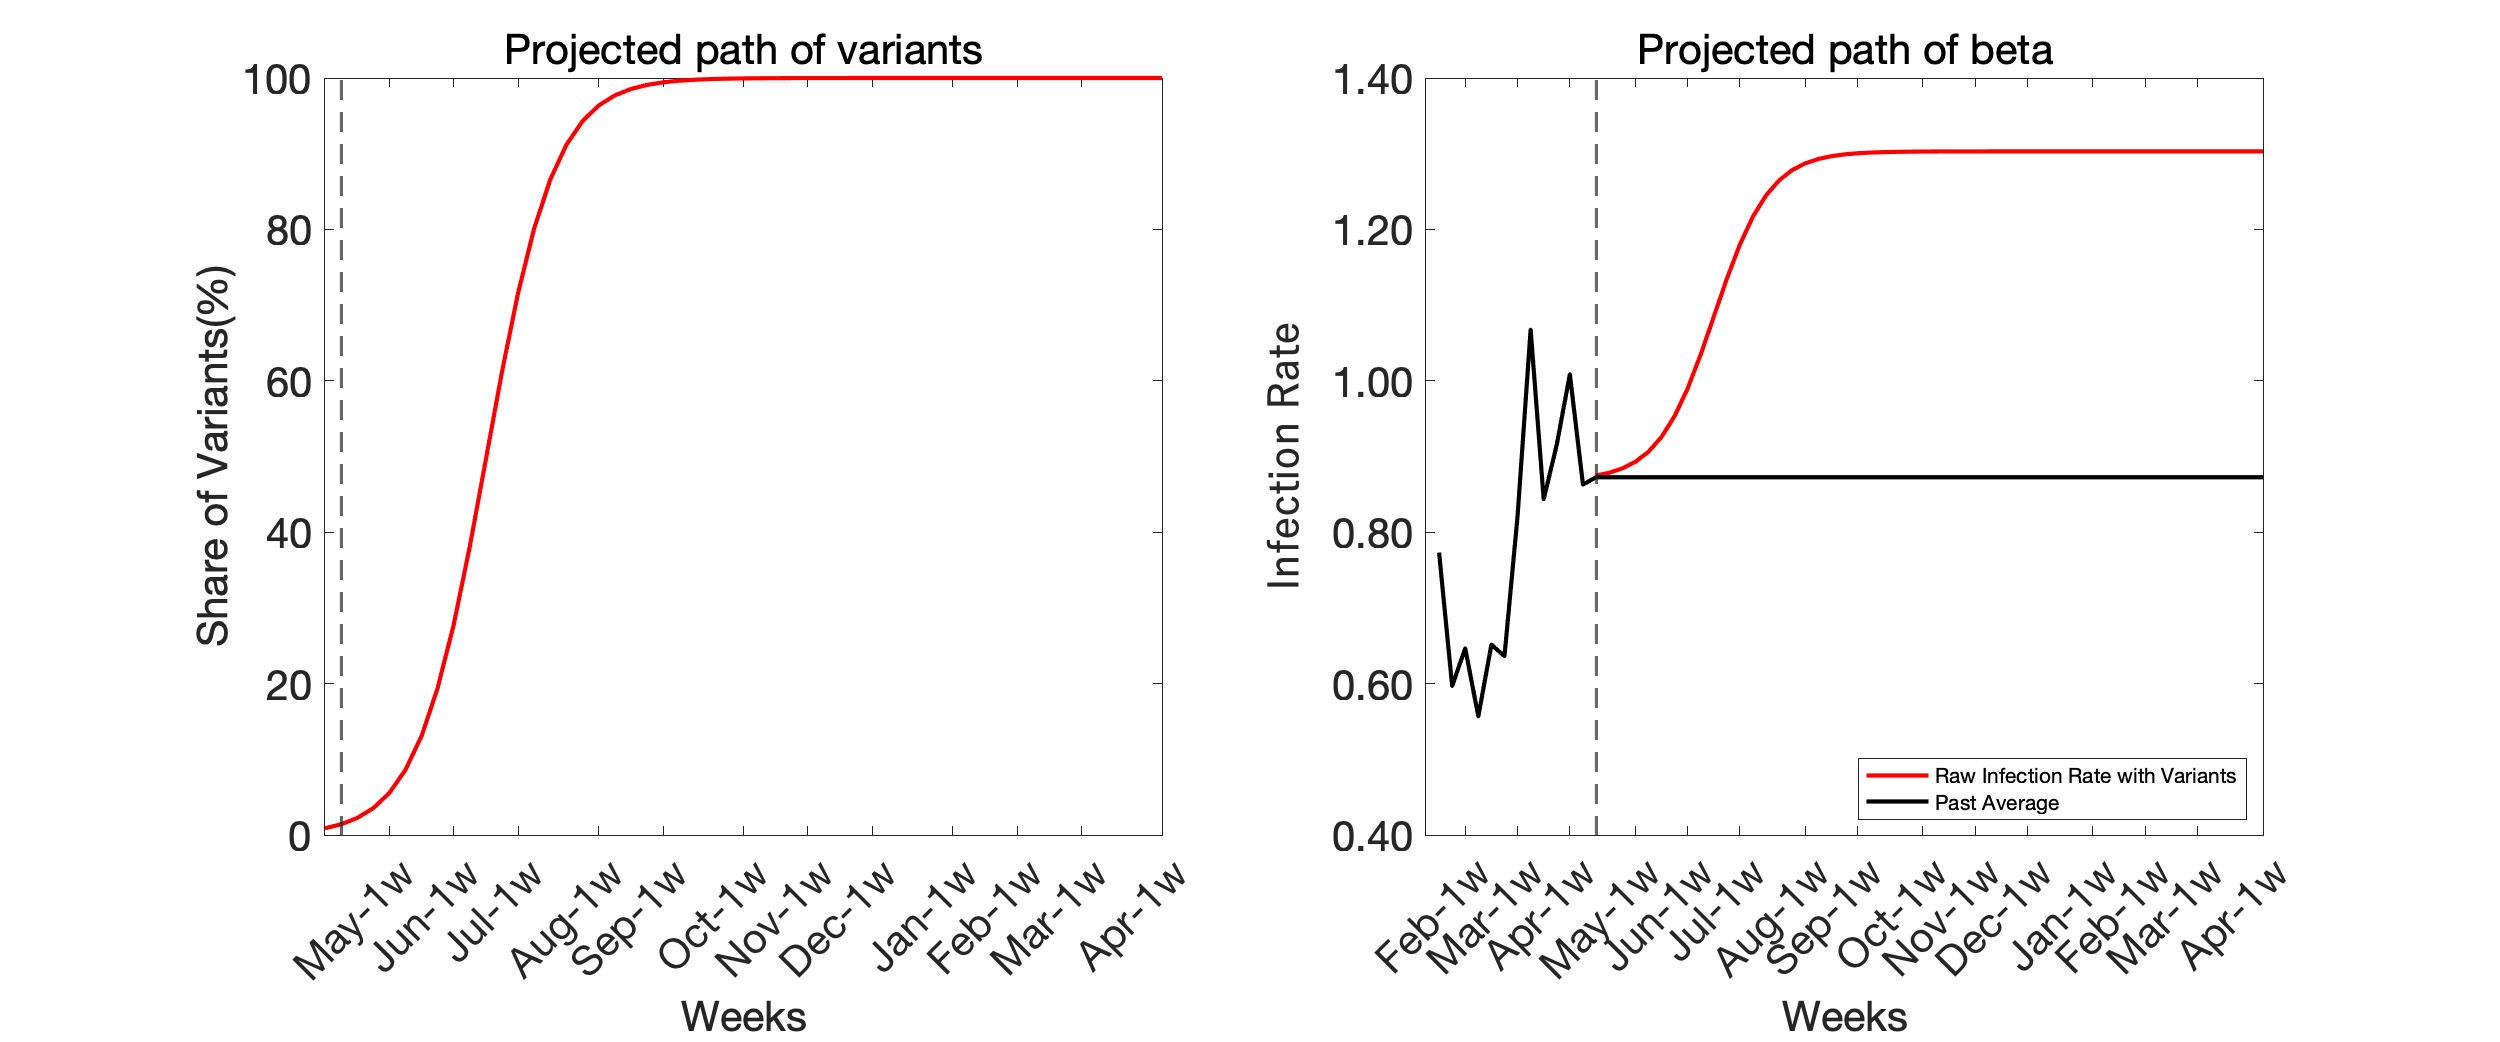 Projected path of variants
100
80
60
40
20
0
Share of Variants(%)
May-1w
Jun-1w
Jul-1w
Aug-1w
Sep-1w
Oct-1w
Nov-1w
Dec-1w
Jan-1w
Feb-1w
Mar-1w
Apr-1w
Weeks
Projected path of beta
1.40
1.20
1.00
0.80
0.60
0.40
Infection Rate
Raw Infection Rate with Variants
Past Average
Feb-1w
Mar-1w
Apr-1w
May-1w
Jun-1w
Jul-1w
Aug-1w
Sep-1w
Oct-1w
Nov-1w
Dec-1w
Jan-1w
Feb-1w
Mar-1w
Apr-1w
Weeks